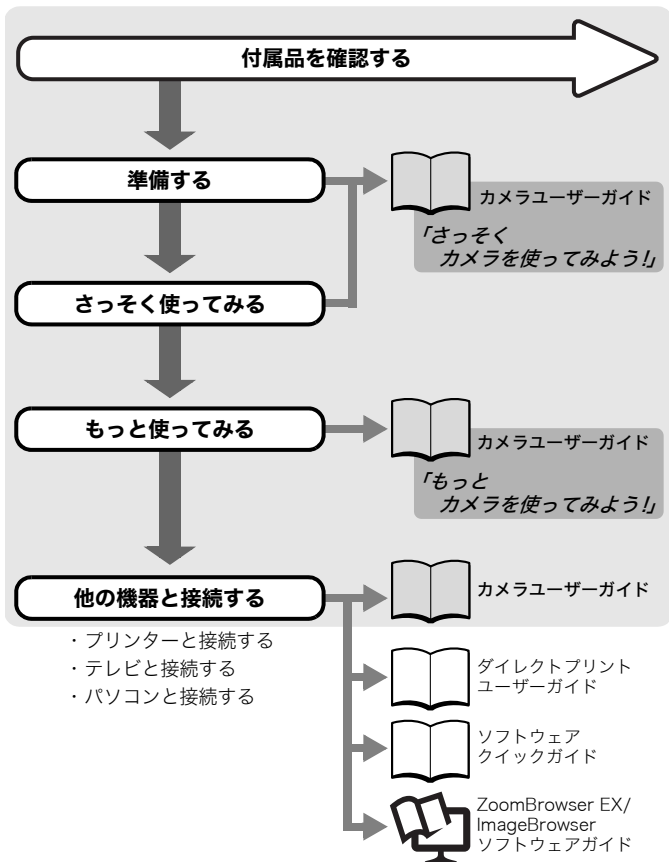 付属品を確認する
準備する
カメラユーザーガイド
「さっそく
カメラを使ってみよう!」
さっそく使ってみる
もっと使ってみる
カメラユーザーガイド
「もっと
カメラを使ってみよう!」
他の機器と接続する
・プリンターと接続する
・テレビと接続する
・パソコンと接続する
カメラユーザーガイド
ダイレクトプリント
ユーザーガイド
ソフトウェア
クイックガイド
ZoomBrowser EX/
ImageBrowser
ソフトウェアガイド